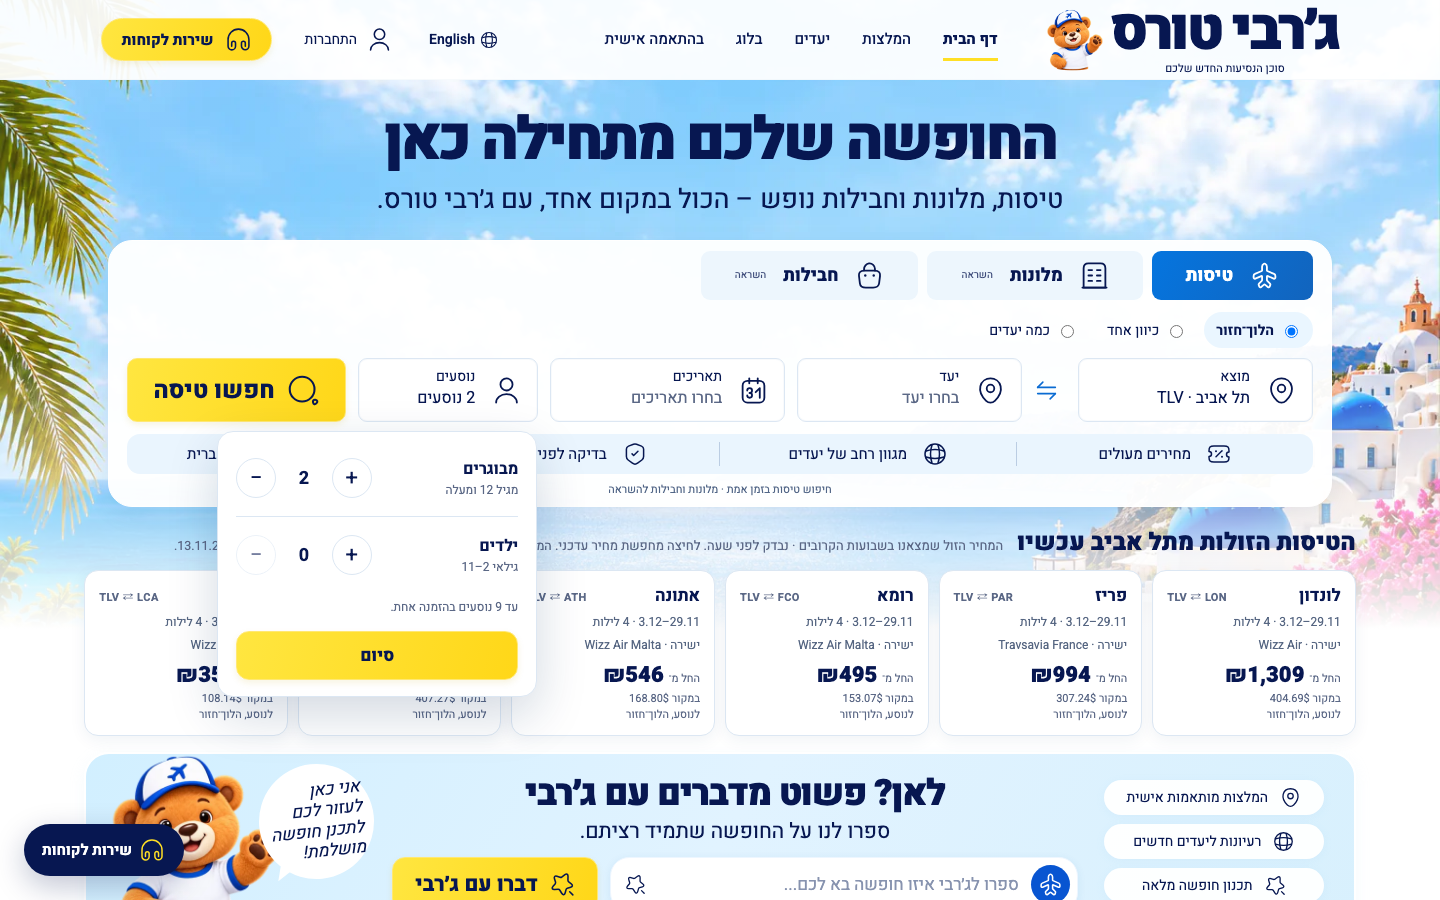 ג'רבי טורס
סוכן הנסיעות החדש שלכם
דף הבית
המלצות
יעדים
בלוג
בהתאמה אישית
English
התחברות
שירות לקוחות
החופשה שלכם מתחילה כאן
טיסות, מלונות וחבילות נופש – הכול במקום אחד, עם ג'רבי טורס.
טיסות
מלונות השראה
חבילות השראה
הלוך־חזור
כיוון אחד
כמה יעדים
מוצא
תל אביב · TLV
יעד
בחרו יעד
תאריכים
בחרו תאריכים
נוסעים
2 נוסעים
חפשו טיסה
מחירים מעולים
מגוון רחב של יעדים
בדיקה לפני
ברית
חיפוש טיסות בזמן אמת · מלונות וחבילות להשראה
מבוגרים
מגיל 12 ומעלה
+ 2 −
ילדים
גילאי 2–11
+ 0 −
עד 9 נוסעים בהזמנה אחת.
סיום
הטיסות הזולות מתל אביב עכשיו
המחיר הזול שמצאנו בשבועות הקרובים · נבדק לפני שעה. לחיצה מחפשת מחיר עדכני.
לונדון
TLV ⇄ LON
29.11–3.12 · 4 לילות
ישירה · Wizz Air
החל מ־ ₪1,309
במקור 404.69$
לנוסע, הלוך־חזור
פריז
TLV ⇄ PAR
29.11–3.12 · 4 לילות
ישירה · Travsavia France
החל מ־ ₪994
במקור 307.24$
לנוסע, הלוך־חזור
רומא
TLV ⇄ FCO
29.11–3.12 · 4 לילות
ישירה · Wizz Air Malta
החל מ־ ₪495
במקור 153.07$
לנוסע, הלוך־חזור
אתונה
ATH
29.11–3.12 · 4 לילות
ישירה · Wizz Air Malta
החל מ־ ₪546
במקור 168.80$
לנוסע, הלוך־חזור
במקור 407.27$
לנוסע, הלוך־חזור
TLV ⇄ LCA
4 לילות
Wizz
במקור 108.14$
לנוסע, הלוך־חזור
לאן? פשוט מדברים עם ג'רבי
ספרו לנו על החופשה שתמיד רציתם.
ספרו לג'רבי איזו חופשה בא לכם...
דברו עם ג'רבי
המלצות מותאמות אישית
רעיונות ליעדים חדשים
תכנון חופשה מלאה
אני כאן
לעזור לכם
לתכנן חופשה
מושלמת!
שירות לקוחות